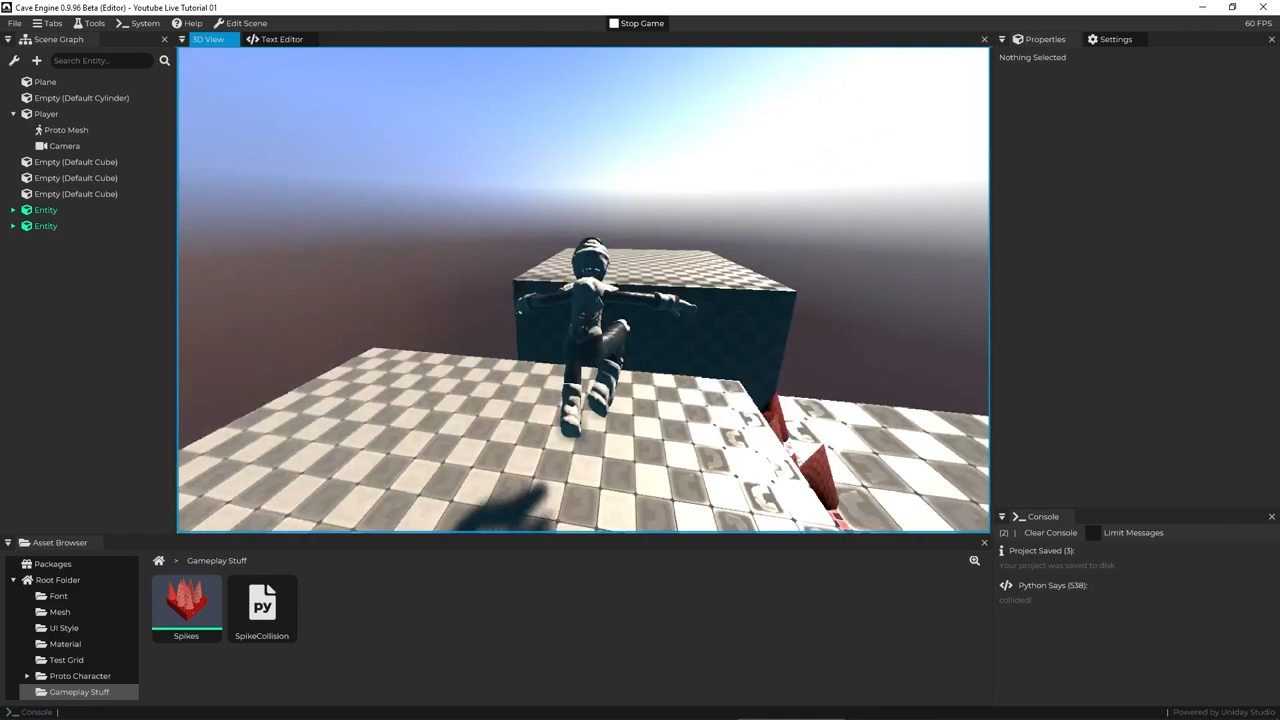 Cave Engine 0.9.96 Beta (Editor) - Youtube Live Tutorial 01
File Tabs Tools System Help Edit Scene Stop Game 60 FPS
Scene Graph
3D View Text Editor
Properties Settings
Search Entity...
Nothing Selected
Plane
Empty (Default Cylinder)
Player
Proto Mesh
Camera
Empty (Default Cube)
Empty (Default Cube)
Empty (Default Cube)
Entity
Entity
Console
(2) | Clear Console Limit Messages
Project Saved (3):
Your project was saved to disk.
Python Says (538):
collided!
Asset Browser
Packages
Root Folder
Font
Mesh
UI Style
Material
Test Grid
Proto Character
Gameplay Stuff
> Gameplay Stuff
py
Spikes SpikeCollision
Console | | Powered by Uniday Studio